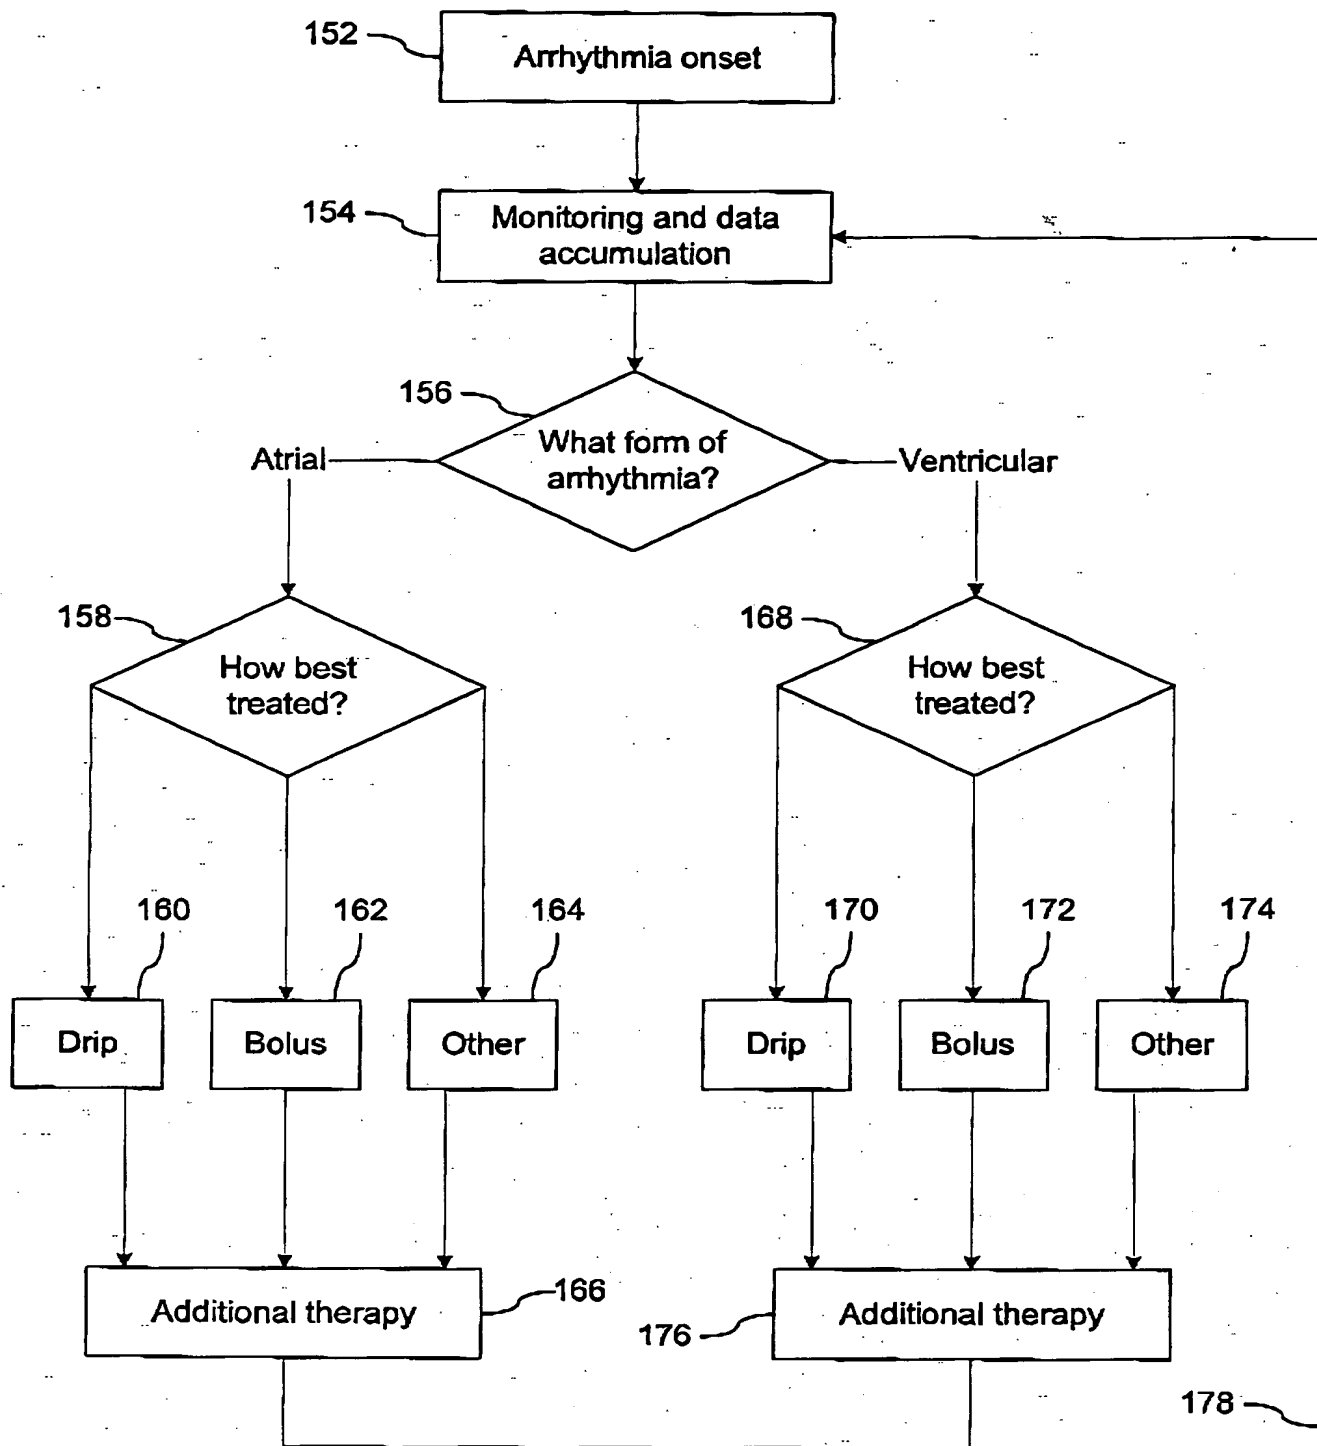 152
Arrhythmia onset
154
Monitoring and data
accumulation
156
What form of
arrhythmia?
Atrial
Ventricular
158
How best
treated?
168
How best
treated?
160
162
164
170
172
174
Drip
Bolus
Other
Drip
Bolus
Other
Additional therapy
166
Additional therapy
176
178